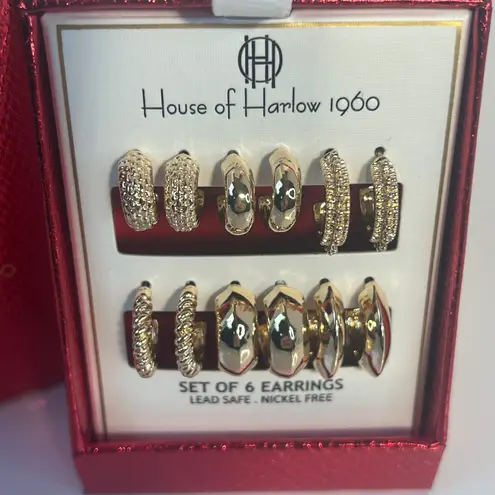 House of Harlow 1960
SET OF 6 EARRINGS
LEAD SAFE . NICKEL FREE